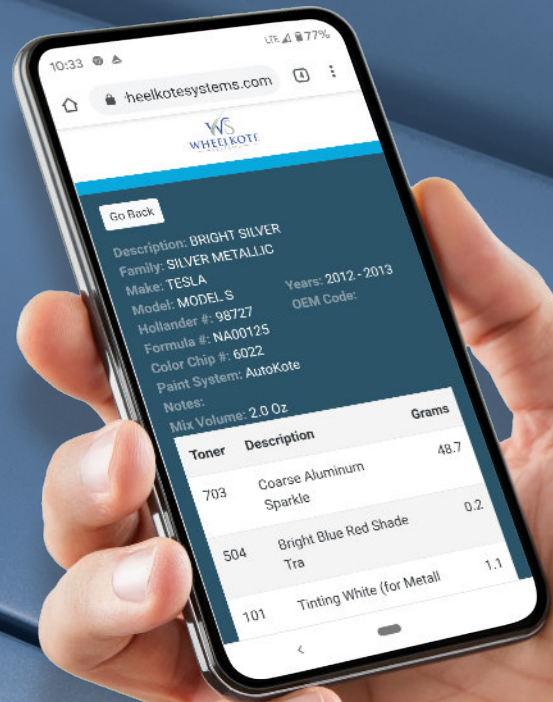 10:33 LTE 77%
heelkotesystems.com 4
WS
WHEELKOTE
Go Back
Description: BRIGHT SILVER
Family: SILVER METALLIC
Make: TESLA
Model: MODEL S Years: 2012 - 2013
Hollander #: 98727 OEM Code:
Formula #: NA00125
Color Chip #: 6022
Paint System: AutoKote
Notes:
Mix Volume: 2.0 Oz
Toner Description Grams
703 Coarse Aluminum 48.7
Sparkle
504 Bright Blue Red Shade 0.2
Tra
101 Tinting White (for Metall 1.1